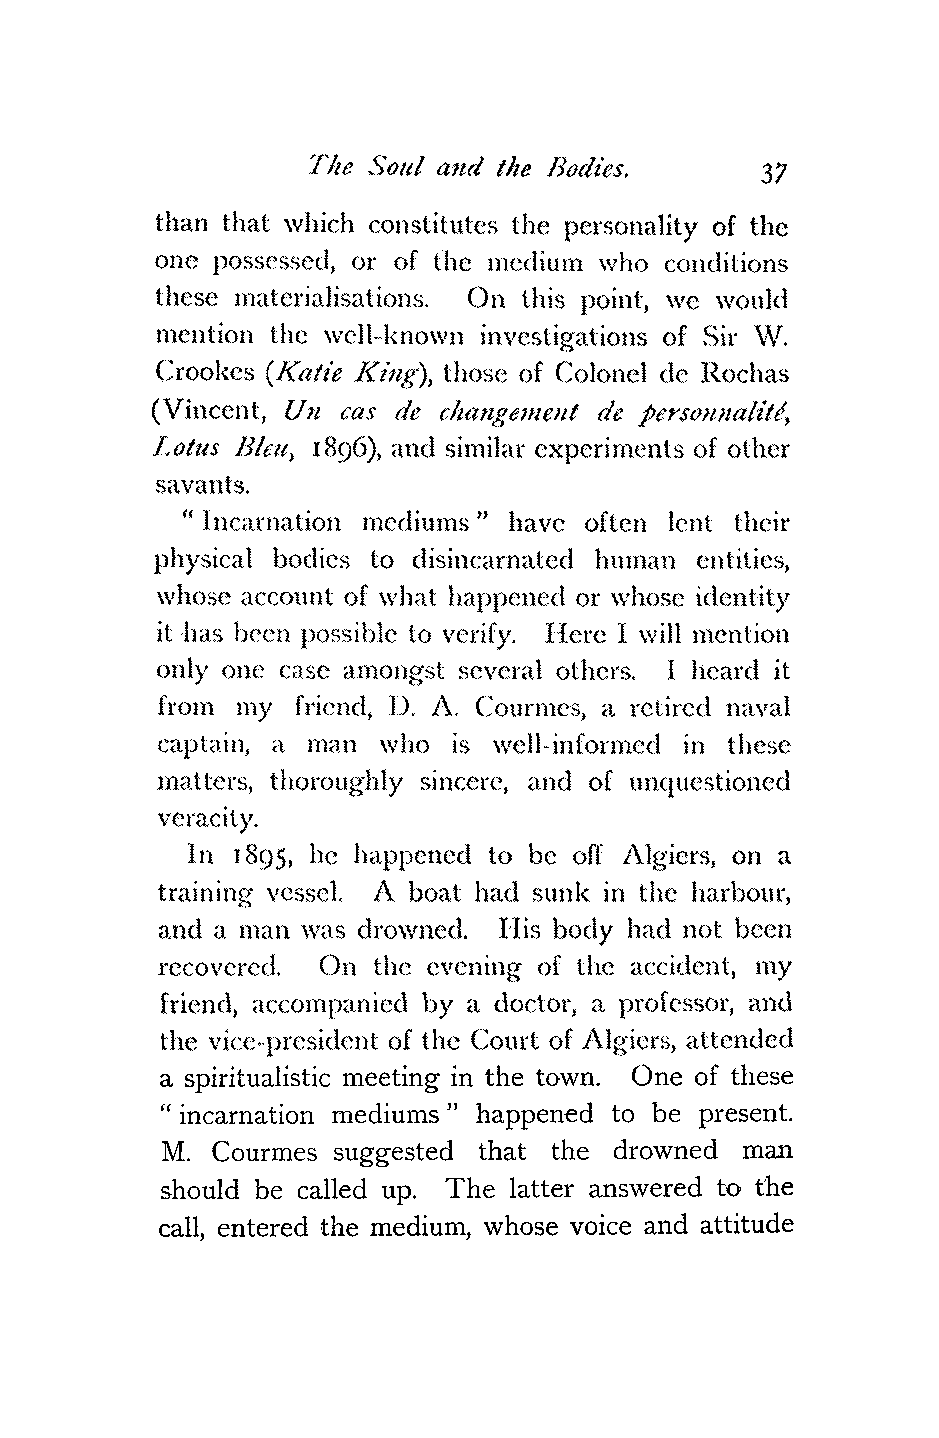 The Soul and the Bodies. 37
than that which constitutes the personality of the
one possessed, or of the medium who conditions
these materialisations. On this point, we would
mention the well-known investigations of Sir W.
Crookes (Katie King), those of Colonel de Rochas
(Vincent, Un cas de changement de personnalité,
Lotus Bleu, 1896), and similar experiments of other
savants.
" Incarnation mediums " have often lent their
physical bodies to disincarnated human entities,
whose account of what happened or whose identity
it has been possible to verify. Here I will mention
only one case amongst several others. I heard it
from my friend, D. A. Courmes, a retired naval
captain, a man who is well-informed in these
matters, thoroughly sincere, and of unquestioned
veracity.
In 1895, he happened to be off Algiers, on a
training vessel. A boat had sunk in the harbour,
and a man was drowned. His body had not been
recovered. On the evening of the accident, my
friend, accompanied by a doctor, a professor, and
the vice-president of the Court of Algiers, attended
a spiritualistic meeting in the town. One of these
" incarnation mediums " happened to be present.
M. Courmes suggested that the drowned man
should be called up. The latter answered to the
call, entered the medium, whose voice and attitude